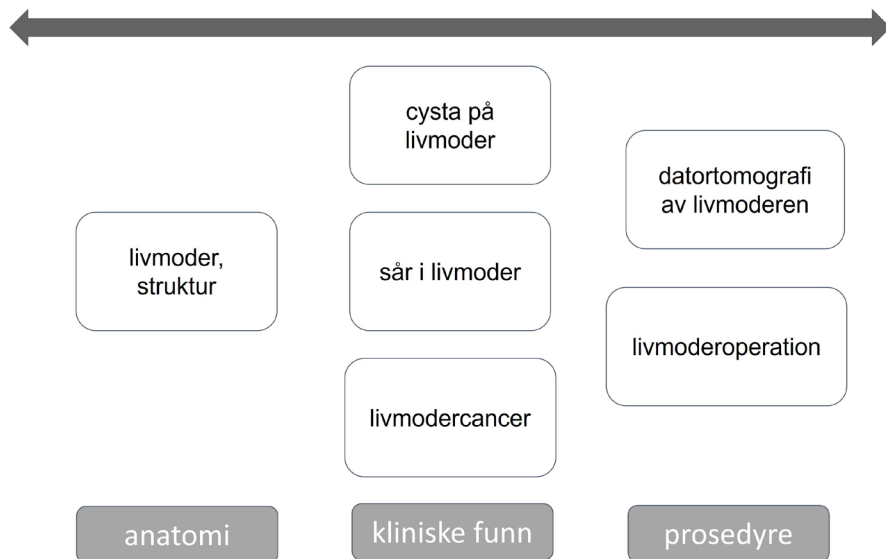 cysta på
livmoder
datortomografi
av livmoderen
livmoder,
struktur
sår i livmoder
livmoderoperation
livmodercancer
anatomi
kliniske funn
prosedyre